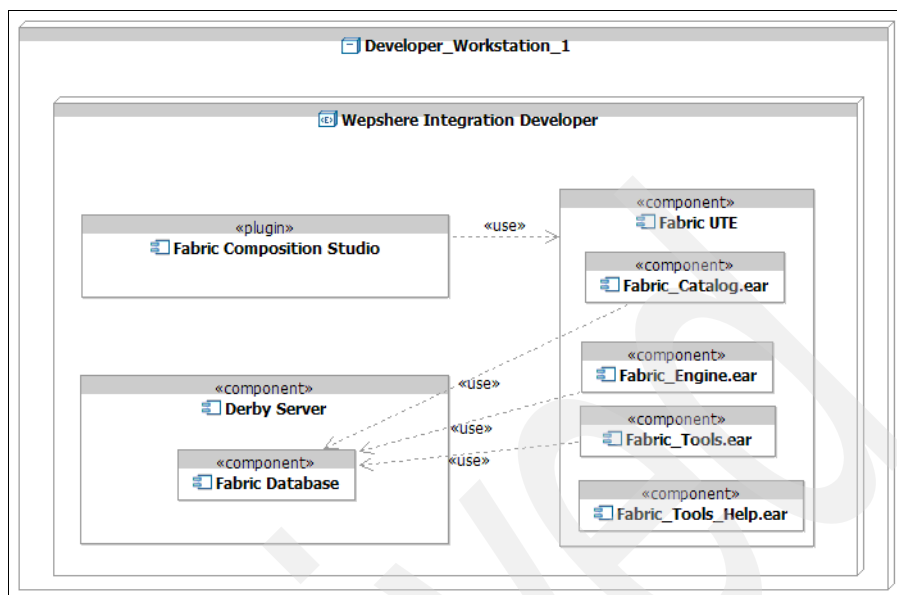 Developer_Workstation_1
Wepshere Integration Developer
«plugin»
Fabric Composition Studio
«use»
«component»
Fabric UTE
«component»
Fabric_Catalog.ear
«component»
Fabric_Engine.ear
«component»
Fabric_Tools.ear
«component»
Fabric_Tools_Help.ear
«use»
«use»
«use»
«component»
Derby Server
«component»
Fabric Database